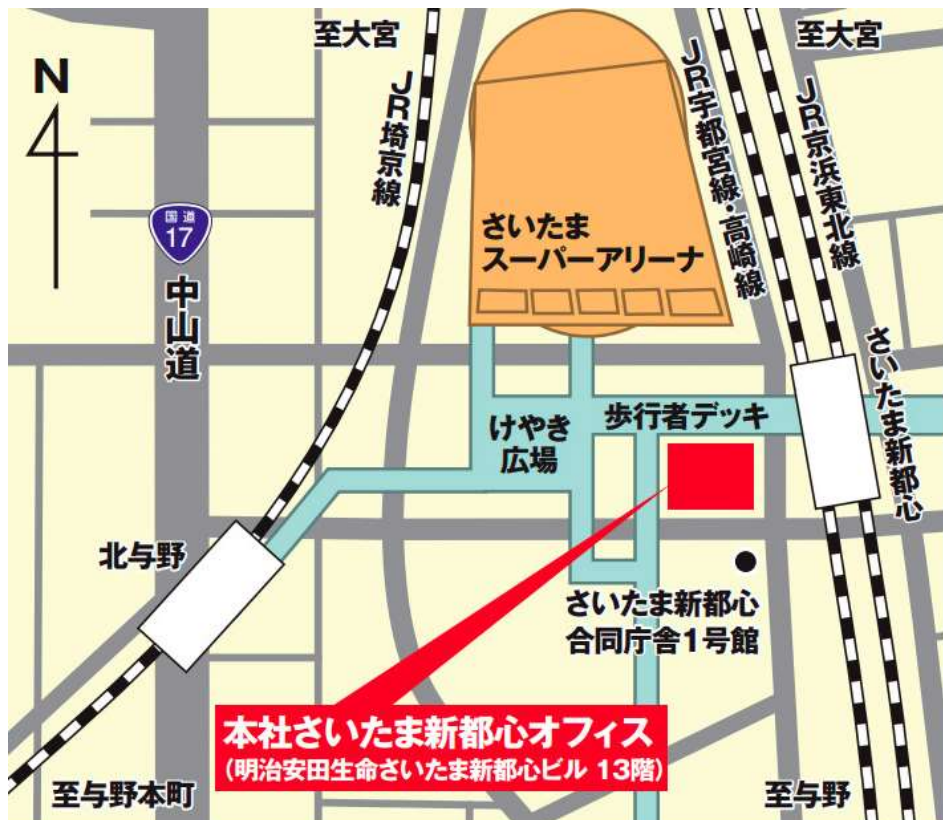 至大宮
至大宮
N
JR埼京線
JR宇都宮線・高崎線
JR京浜東北線
国道
17
中山道
さいたま
スーパーアリーナ
さいたま新都心
歩行者デッキ
けやき
広場
北与野
さいたま新都心
合同庁舎1号館
本社さいたま新都心オフィス
(明治安田生命さいたま新都心ビル 13階)
至与野本町
至与野